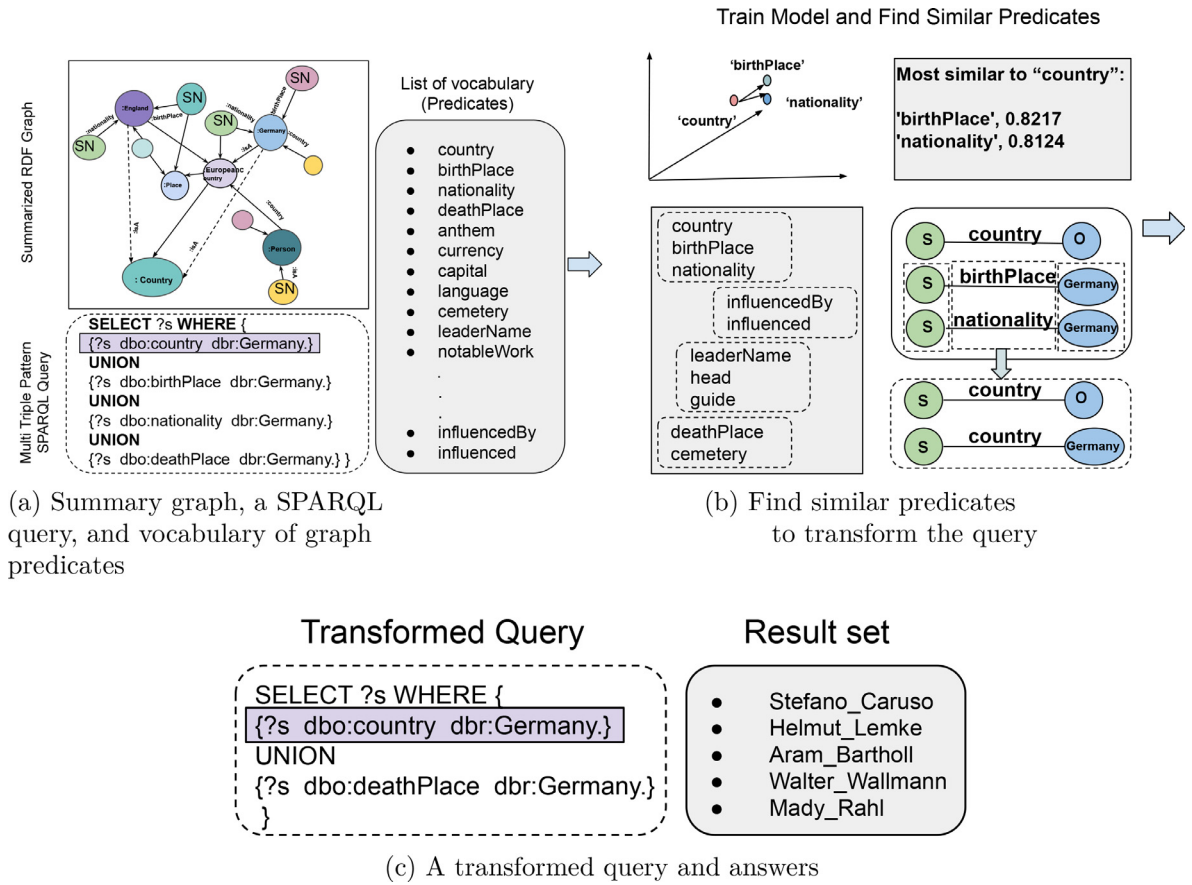 Train Model and Find Similar Predicates
Summarized RDF Graph
SN
SN
:England
:nationality
:birthPlace
:nationality
:birthPlace
SN
:Germany
:country
SN
:isA
:Place
Europeanc
ountry
:country
:isA
:isA
:Person
: Country
:isA
SN
Multi Triple Pattern
SPARQL Query
SELECT ?s WHERE {
{?s dbo:country dbr:Germany.}
UNION
{?s dbo:birthPlace dbr:Germany.}
UNION
{?s dbo:nationality dbr:Germany.}
UNION
{?s dbo:deathPlace dbr:Germany.} }
List of vocabulary
(Predicates)
● country
● birthPlace
● nationality
● deathPlace
● anthem
● currency
● capital
● language
● cemetery
● leaderName
● notableWork
.
.
.
● influencedBy
● influenced
(a) Summary graph, a SPARQL
query, and vocabulary of graph
predicates
'birthPlace'
'nationality'
'country'
Most similar to "country":
'birthPlace', 0.8217
'nationality', 0.8124
country
birthPlace
nationality
influencedBy
influenced
leaderName
head
guide
deathPlace
cemetery
S country O
S birthPlace Germany
S nationality Germany
S country O
S country Germany
(b) Find similar predicates
to transform the query
Transformed Query
SELECT ?s WHERE {
{?s dbo:country dbr:Germany.}
UNION
{?s dbo:deathPlace dbr:Germany.}
}
Result set
● Stefano_Caruso
● Helmut_Lemke
● Aram_Bartholl
● Walter_Wallmann
● Mady_Rahl
(c) A transformed query and answers